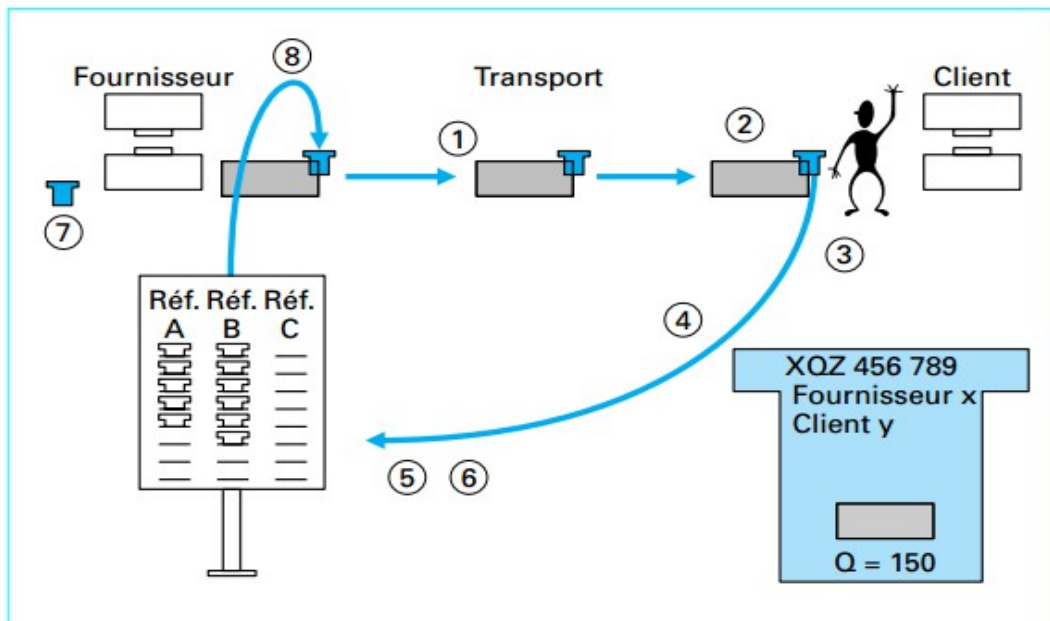 ⑧
Fournisseur
Transport
Client
①
②
⑦
③
Réf. Réf. Réf.
A B C
④
⑤ ⑥
XQZ 456 789
Fournisseur x
Client y
Q = 150